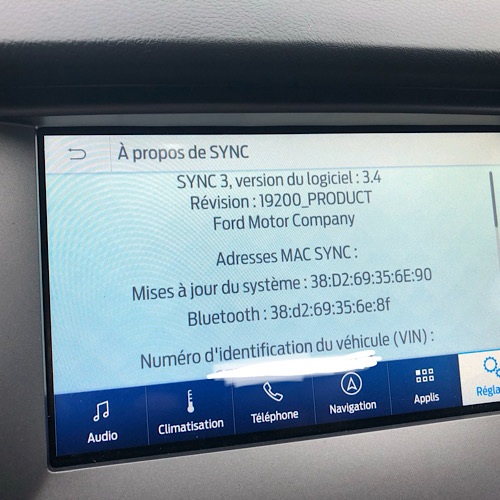 À propos de SYNC
SYNC 3, version du logiciel : 3.4
Révision : 19200_PRODUCT
Ford Motor Company
Adresses MAC SYNC :
Mises à jour du système : 38:D2:69:35:6E:90
Bluetooth : 38:d2:69:35:6e:8f
Numéro d'identification du véhicule (VIN) :
Audio
Climatisation
Téléphone
Navigation
Applis